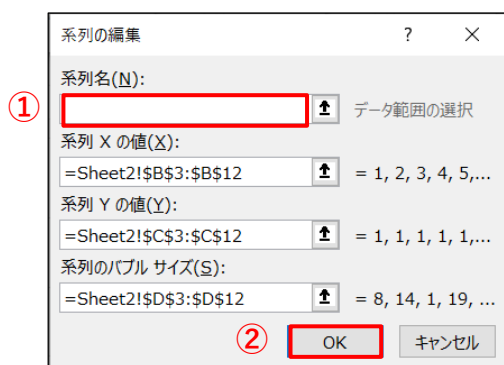 系列の編集 ? ×
系列名(N):
① データ範囲の選択
系列 X の値(X):
=Sheet2!$B$3:$B$12 = 1, 2, 3, 4, 5,...
系列 Y の値(Y):
=Sheet2!$C$3:$C$12 = 1, 1, 1, 1, 1,...
系列のバブル サイズ(S):
=Sheet2!$D$3:$D$12 = 8, 14, 1, 19, ...
② OK キャンセル